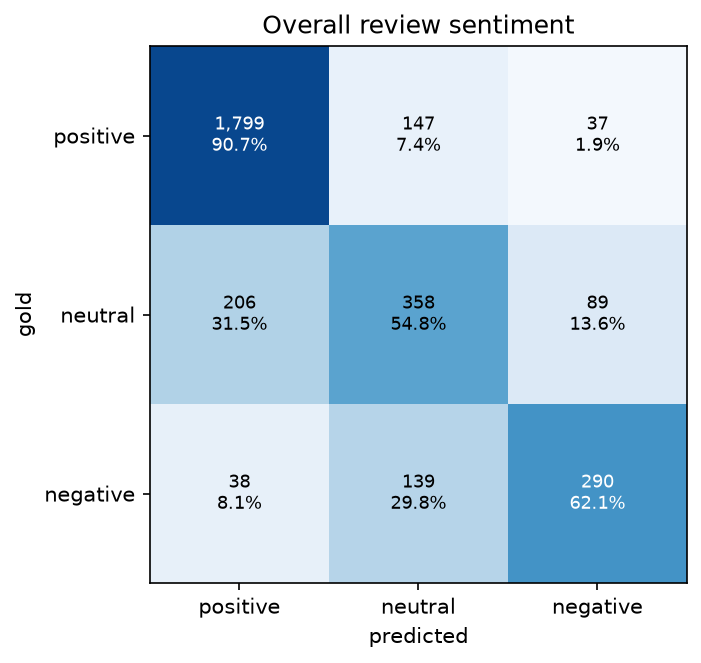 Overall review sentiment
positive
1,799
90.7%
147
7.4%
37
1.9%
neutral
206
31.5%
358
54.8%
89
13.6%
negative
38
8.1%
139
29.8%
290
62.1%
gold
positive
neutral
negative
predicted